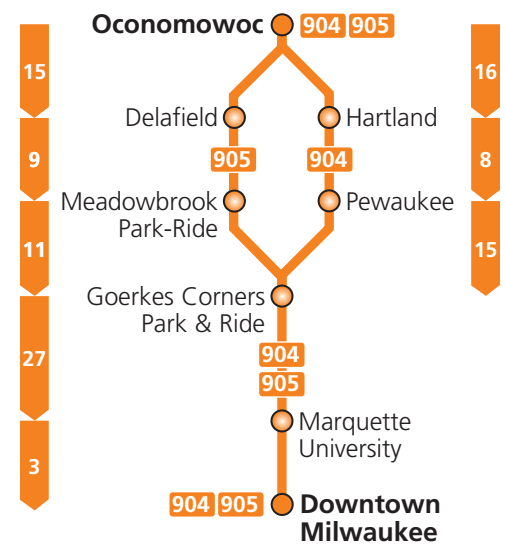 Oconomowoc 904 905
15
16
Delafield
Hartland
9
905
904
8
Meadowbrook
Park-Ride
Pewaukee
11
15
Goerkes Corners
Park & Ride
27
904
905
Marquette
University
3
904 905 Downtown
Milwaukee